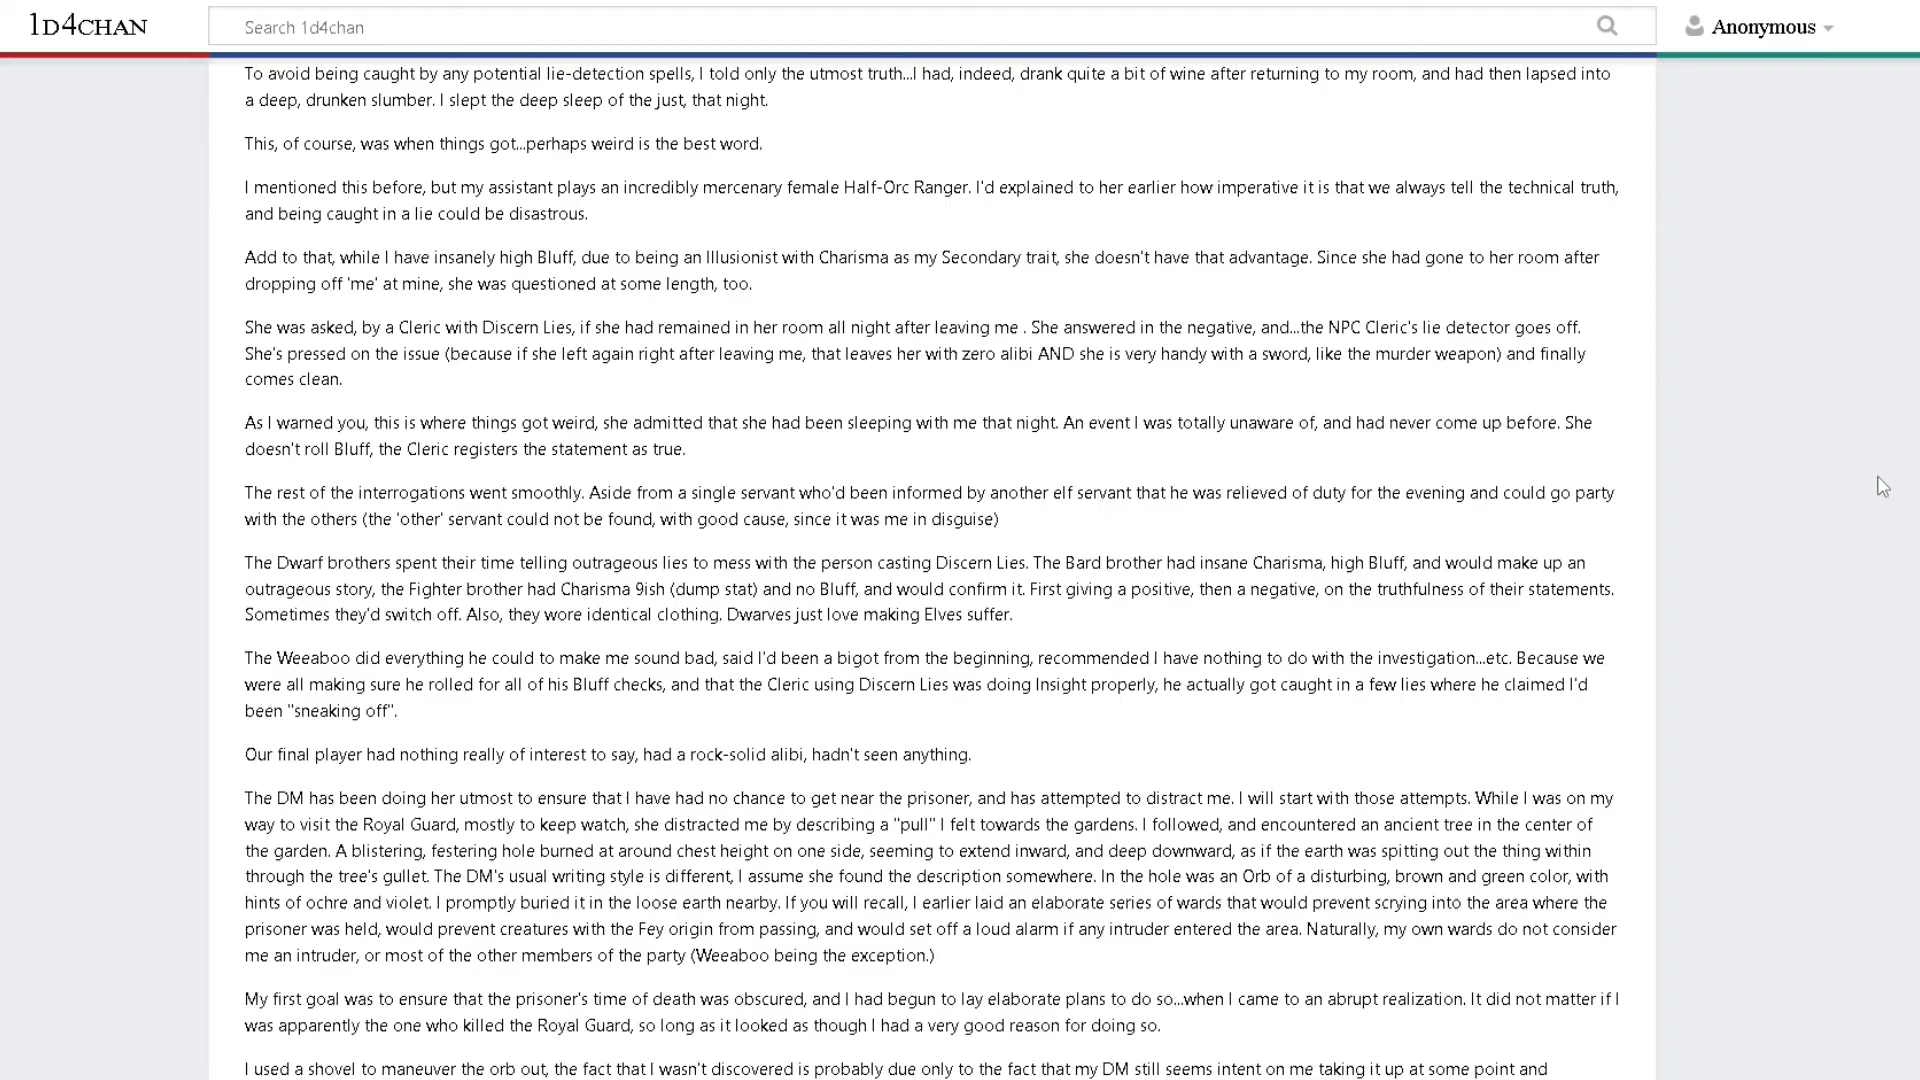 1D4CHAN
Search 1d4chan
Anonymous
To avoid being caught by any potential lie-detection spells, I told only the utmost truth...I had, indeed, drank quite a bit of wine after returning to my room, and had then lapsed into
a deep, drunken slumber. I slept the deep sleep of the just, that night.
This, of course, was when things got...perhaps weird is the best word.
I mentioned this before, but my assistant plays an incredibly mercenary female Half-Orc Ranger. I'd explained to her earlier how imperative it is that we always tell the technical truth,
and being caught in a lie could be disastrous.
Add to that, while I have insanely high Bluff, due to being an Illusionist with Charisma as my Secondary trait, she doesn't have that advantage. Since she had gone to her room after
dropping off 'me' at mine, she was questioned at some length, too.
She was asked, by a Cleric with Discern Lies, if she had remained in her room all night after leaving me . She answered in the negative, and...the NPC Cleric's lie detector goes off.
She's pressed on the issue (because if she left again right after leaving me, that leaves her with zero alibi AND she is very handy with a sword, like the murder weapon) and finally
comes clean.
As I warned you, this is where things got weird, she admitted that she had been sleeping with me that night. An event I was totally unaware of, and had never come up before. She
doesn't roll Bluff, the Cleric registers the statement as true.
The rest of the interrogations went smoothly. Aside from a single servant who'd been informed by another elf servant that he was relieved of duty for the evening and could go party
with the others (the 'other' servant could not be found, with good cause, since it was me in disguise)
The Dwarf brothers spent their time telling outrageous lies to mess with the person casting Discern Lies. The Bard brother had insane Charisma, high Bluff, and would make up an
outrageous story, the Fighter brother had Charisma 9ish (dump stat) and no Bluff, and would confirm it. First giving a positive, then a negative, on the truthfulness of their statements.
Sometimes they'd switch off. Also, they wore identical clothing. Dwarves just love making Elves suffer.
The Weeaboo did everything he could to make me sound bad, said I'd been a bigot from the beginning, recommended I have nothing to do with the investigation...etc. Because we
were all making sure he rolled for all of his Bluff checks, and that the Cleric using Discern Lies was doing Insight properly, he actually got caught in a few lies where he claimed I'd
been "sneaking off".
Our final player had nothing really of interest to say, had a rock-solid alibi, hadn't seen anything.
The DM has been doing her utmost to ensure that I have had no chance to get near the prisoner, and has attempted to distract me. I will start with those attempts. While I was on my
way to visit the Royal Guard, mostly to keep watch, she distracted me by describing a "pull" I felt towards the gardens. I followed, and encountered an ancient tree in the center of
the garden. A blistering, festering hole burned at around chest height on one side, seeming to extend inward, and deep downward, as if the earth was spitting out the thing within
through the tree's gullet. The DM's usual writing style is different, I assume she found the description somewhere. In the hole was an Orb of a disturbing, brown and green color, with
hints of ochre and violet. I promptly buried it in the loose earth nearby. If you will recall, I earlier laid an elaborate series of wards that would prevent scrying into the area where the
prisoner was held, would prevent creatures with the Fey origin from passing, and would set off a loud alarm if any intruder entered the area. Naturally, my own wards do not consider
me an intruder, or most of the other members of the party (Weeaboo being the exception.)
My first goal was to ensure that the prisoner's time of death was obscured, and I had begun to lay elaborate plans to do so...when I came to an abrupt realization. It did not matter if I
was apparently the one who killed the Royal Guard, so long as it looked as though I had a very good reason for doing so.
I used a shovel to maneuver the orb out, the fact that I wasn't discovered is probably due only to the fact that my DM still seems intent on me taking it up at some point and